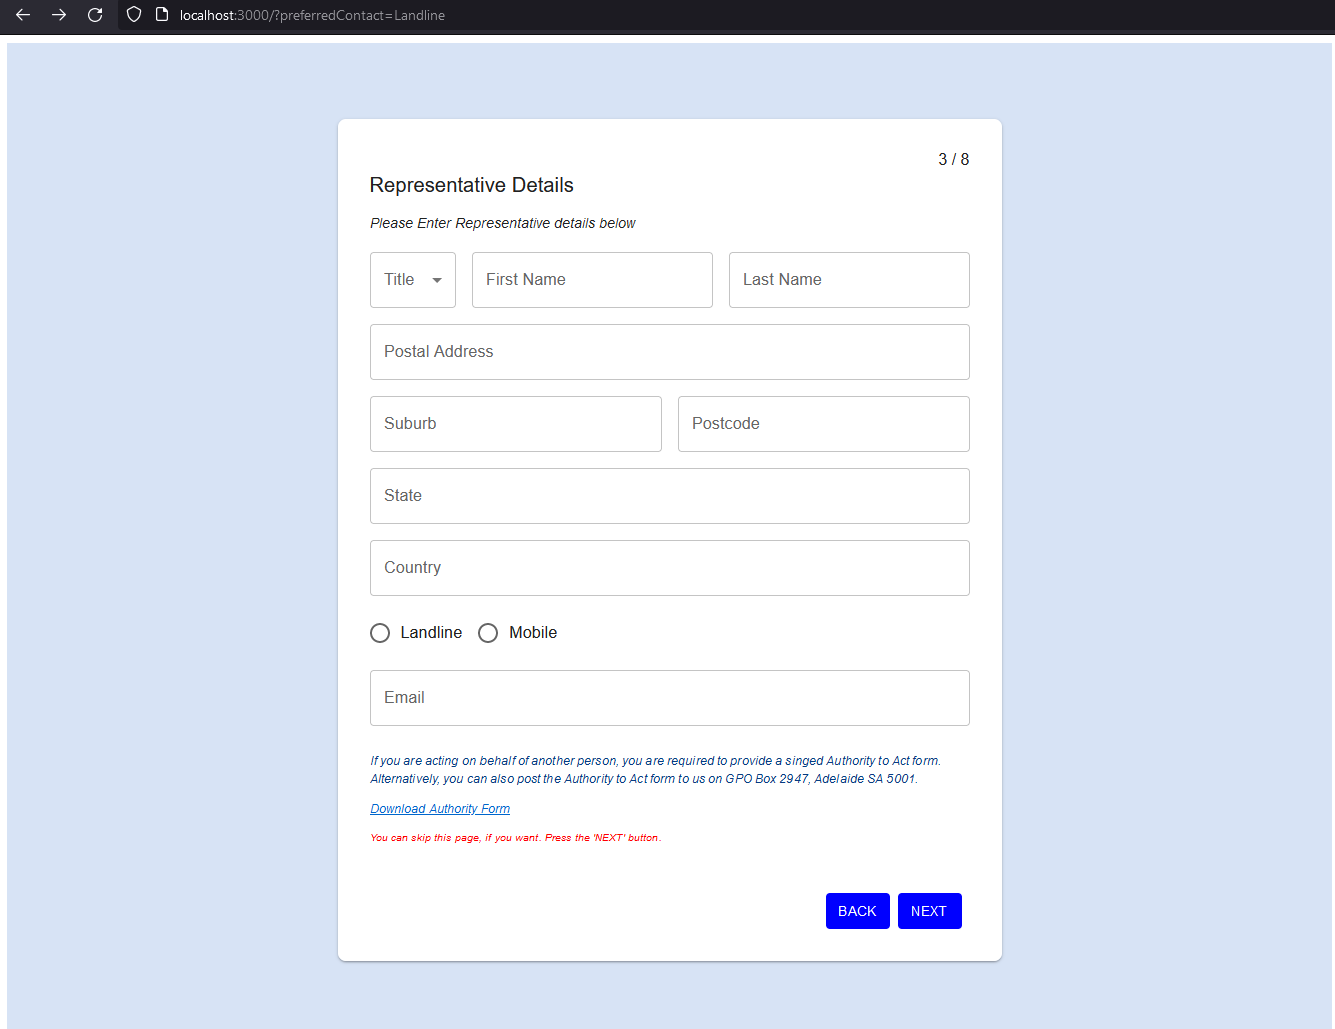 localhost:3000/?preferredContact=Landline
3 / 8
Representative Details
Please Enter Representative details below
Title First Name Last Name
Postal Address
Suburb Postcode
State
Country
Landline Mobile
Email
If you are acting on behalf of another person, you are required to provide a singed Authority to Act form.
Alternatively, you can also post the Authority to Act form to us on GPO Box 2947, Adelaide SA 5001.
Download Authority Form
You can skip this page, if you want. Press the 'NEXT' button.
BACK NEXT